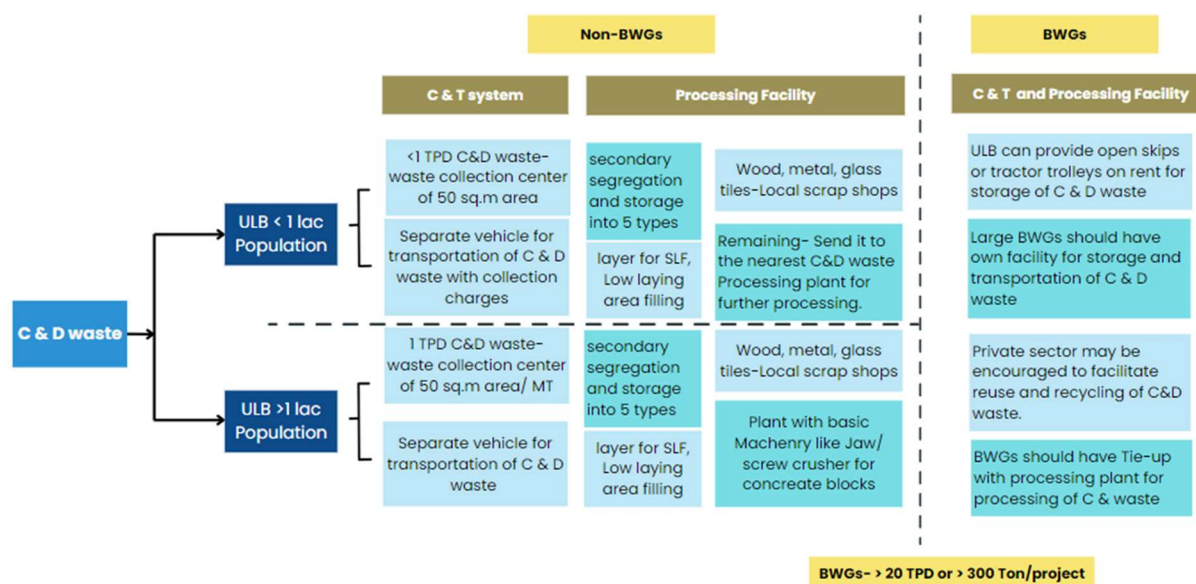 Non-BWGs
BWGs
C & T system
Processing Facility
C & T and Processing Facility
C & D waste
ULB < 1 lac
Population
<1 TPD C&D waste-
waste collection center
of 50 sq.m area
Separate vehicle for
transportation of C & D
waste with collection
charges
secondary
segregation
and storage
into 5 types
layer for SLF,
Low laying
area filling
Wood, metal, glass
tiles-Local scrap shops
Remaining- Send it to
the nearest C&D waste
Processing plant for
further processing.
ULB >1 lac
Population
1 TPD C&D waste-
waste collection center
of 50 sq.m area/ MT
Separate vehicle for
transportation of C & D
waste
secondary
segregation
and storage
into 5 types
layer for SLF,
Low laying
area filling
Wood, metal, glass
tiles-Local scrap shops
Plant with basic
Machenry like Jaw/
screw crusher for
concreate blocks
ULB can provide open skips
or tractor trolleys on rent for
storage of C & D waste
Large BWGs should have
own facility for storage and
transportation of C & D
waste
Private sector may be
encouraged to facilitate
reuse and recycling of C&D
waste.
BWGs should have Tie-up
with processing plant for
processing of C & waste
BWGs- > 20 TPD or > 300 Ton/project